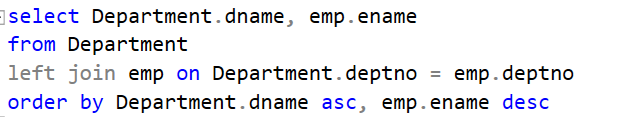 select Department.dname, emp.ename
from Department
left join emp on Department.deptno = emp.deptno
order by Department.dname asc, emp.ename desc